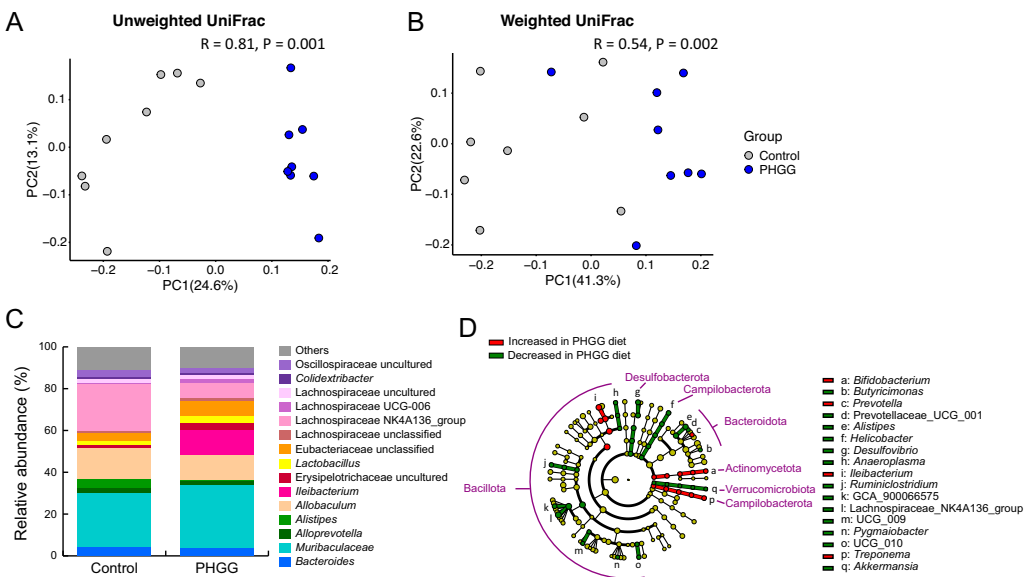 A
Unweighted UniFrac
R = 0.81, P = 0.001
PC2(13.1%)
0.1
0.0
−0.1
−0.2
−0.2
−0.1
0.0
0.1
0.2
PC1(24.6%)
B
Weighted UniFrac
R = 0.54, P = 0.002
PC2(22.6%)
0.1
0.0
−0.1
−0.2
−0.2
−0.1
0.0
0.1
0.2
PC1(41.3%)
Group
Control
PHGG
C
Relative abundance (%)
100
80
60
40
20
0
Control
PHGG
Others
Oscillospiraceae uncultured
Colidextribacter
Lachnospiraceae uncultured
Lachnospiraceae UCG-006
Lachnospiraceae NK4A136_group
Lachnospiraceae unclassified
Eubacteriaceae unclassified
Lactobacillus
Erysipelotrichaceae uncultured
Ileibacterium
Allobaculum
Alistipes
Alloprevotella
Muribaculaceae
Bacteroides
D
Increased in PHGG diet
Decreased in PHGG diet
Desulfobacterota
Campilobacterota
Bacteroidota
Actinomycetota
Verrucomicrobiota
Campilobacterota
Bacillota
i
h
g
f
e
d
c
b
a
q
p
j
k
l
m
n
o
a: Bifidobacterium
b: Butyricimonas
c: Prevotella
d: Prevotellaceae_UCG_001
e: Alistipes
f: Helicobacter
g: Desulfovibrio
h: Anaeroplasma
i: Ileibacterium
j: Ruminiclostridium
k: GCA_900066575
l: Lachnospiraceae_NK4A136_group
m: UCG_009
n: Pygmaiobacter
o: UCG_010
p: Treponema
q: Akkermansia